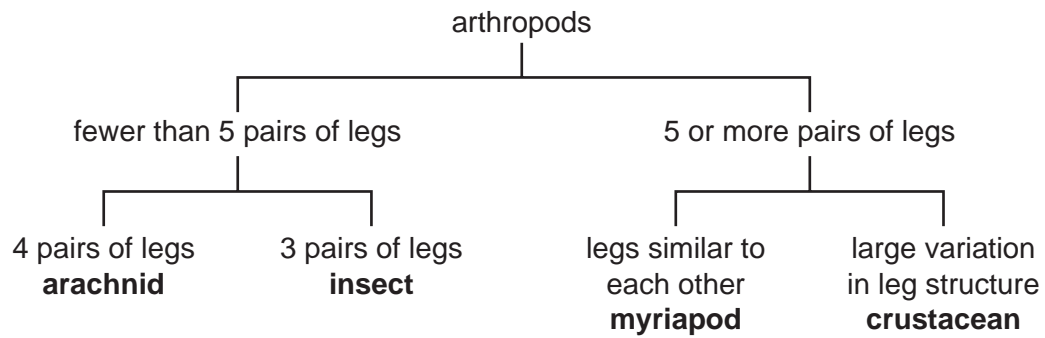 arthropods
fewer than 5 pairs of legs
5 or more pairs of legs
4 pairs of legs
arachnid
3 pairs of legs
insect
legs similar to
each other
myriapod
large variation
in leg structure
crustacean